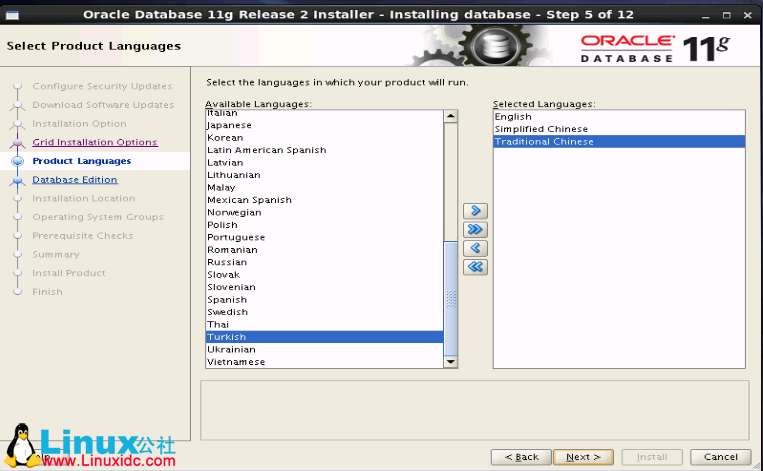 Oracle Database 11g Release 2 Installer - Installing database - Step 5 of 12
Select Product Languages
ORACLE
DATABASE
11g
Configure Security Updates
Download Software Updates
Installation Option
Grid Installation Options
Product Languages
Database Edition
Installation Location
Operating System Groups
Prerequisite Checks
Summary
Install Product
Finish
Select the languages in which your product will run.
Available Languages:
Italian
Japanese
Korean
Latin American Spanish
Latvian
Lithuanian
Malay
Mexican Spanish
Norwegian
Polish
Portuguese
Romanian
Russian
Slovak
Slovenian
Spanish
Swedish
Thai
Turkish
Ukrainian
Vietnamese
Selected Languages:
English
Simplified Chinese
Traditional Chinese
< Back
Next >
Install
Cancel
Linux公社
www.Linuxidc.com